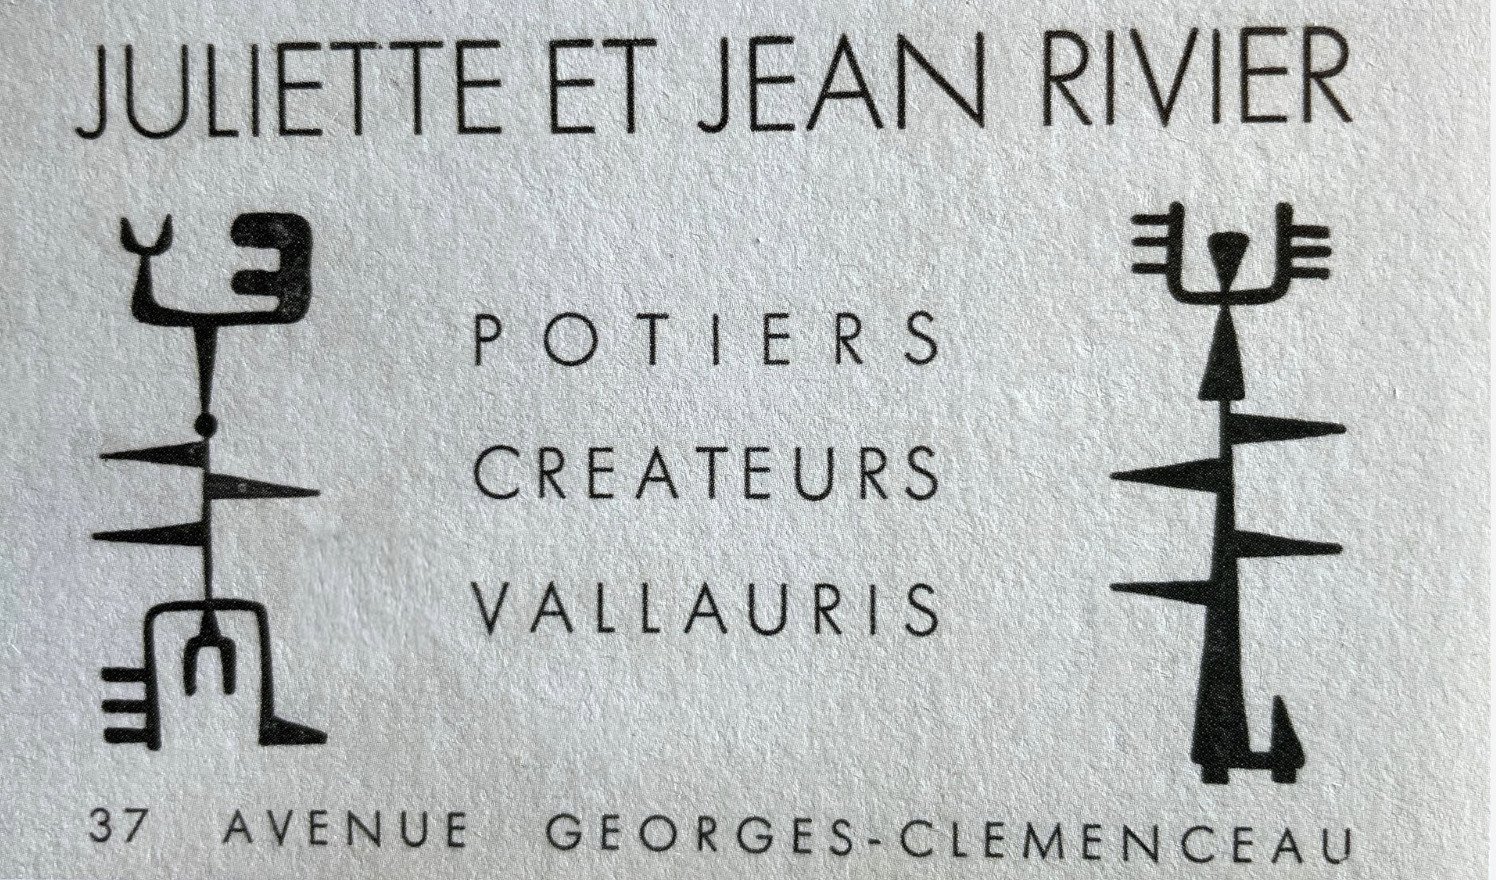 JULIETTE ET JEAN RIVIER
POTIERS
CREATEURS
VALLAURIS
37 AVENUE GEORGES-CLEMENCEAU